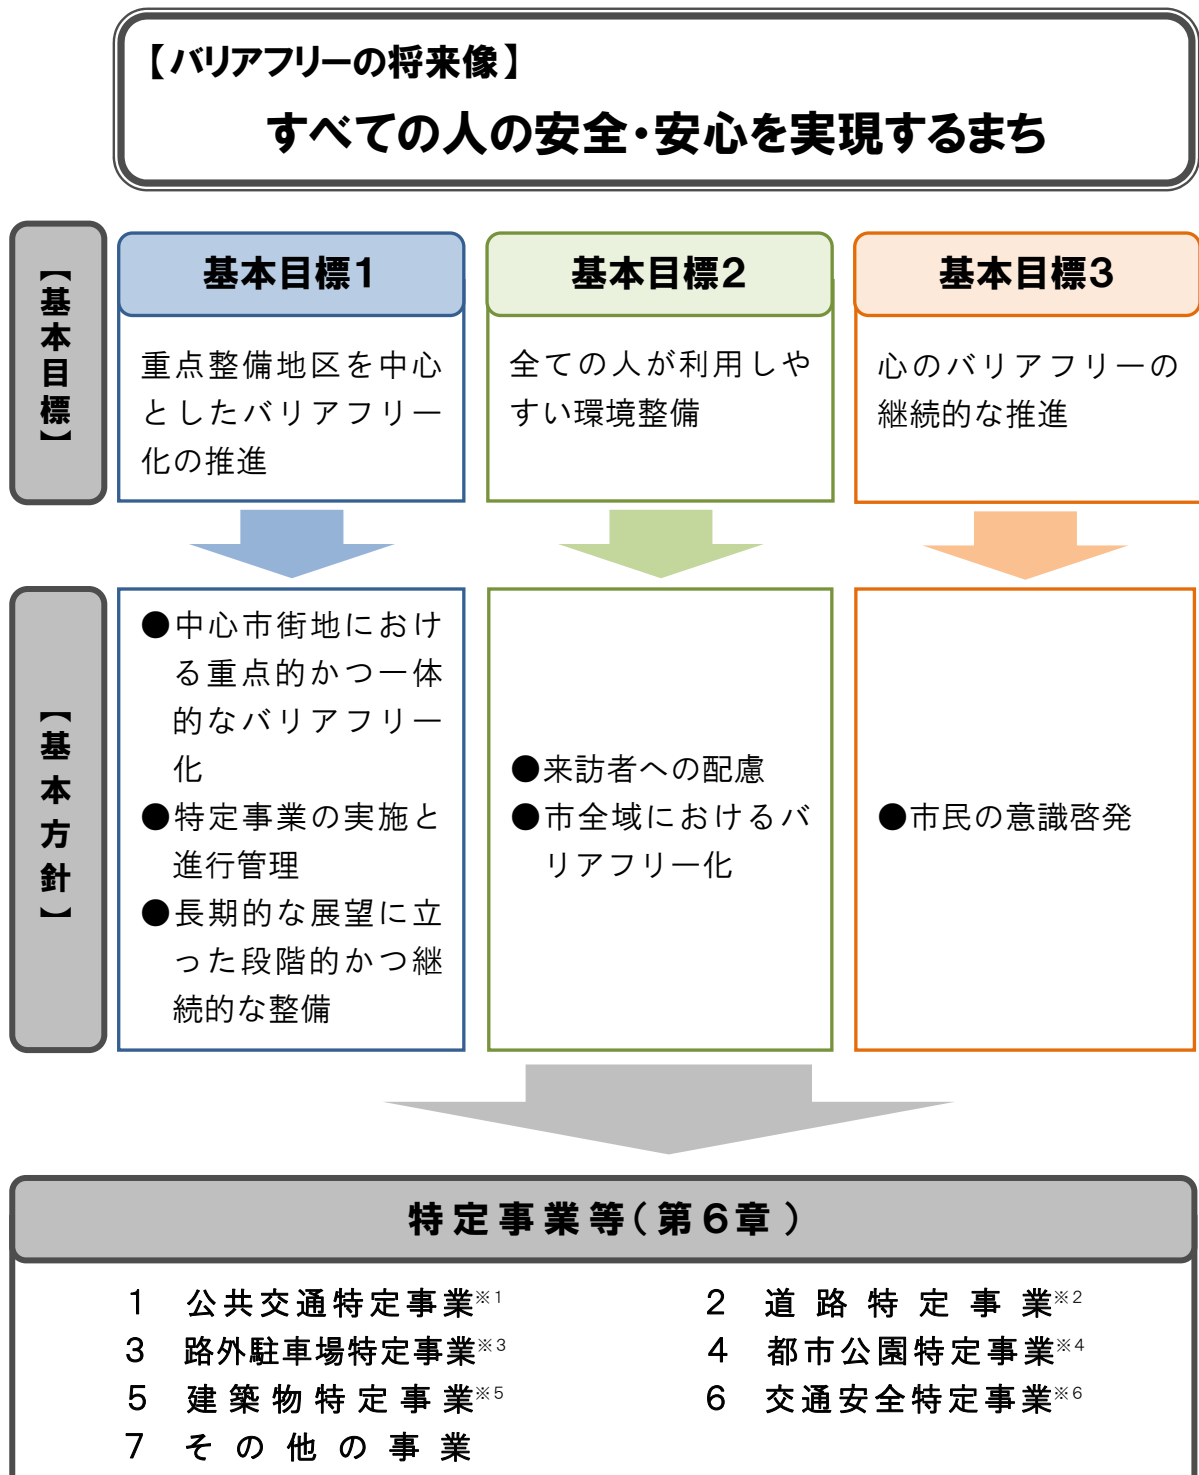 【バリアフリーの将来像】
すべての人の安全・安心を実現するまち
【基本目標】
基本目標1
重点整備地区を中心
としたバリアフリー
化の推進
基本目標2
全ての人が利用しや
すい環境整備
基本目標3
心のバリアフリーの
継続的な推進
【基本方針】
●中心市街地におけ
る重点的かつ一体
的なバリアフリー
化
●特定事業の実施と
進行管理
●長期的な展望に立
った段階的かつ継
続的な整備
●来訪者への配慮
●市全域におけるバ
リアフリー化
●市民の意識啓発
特定事業等(第6章)
1 公共交通特定事業※1
2 道路特定事業※2
3 路外駐車場特定事業※3
4 都市公園特定事業※4
5 建築物特定事業※5
6 交通安全特定事業※6
7 その他の事業